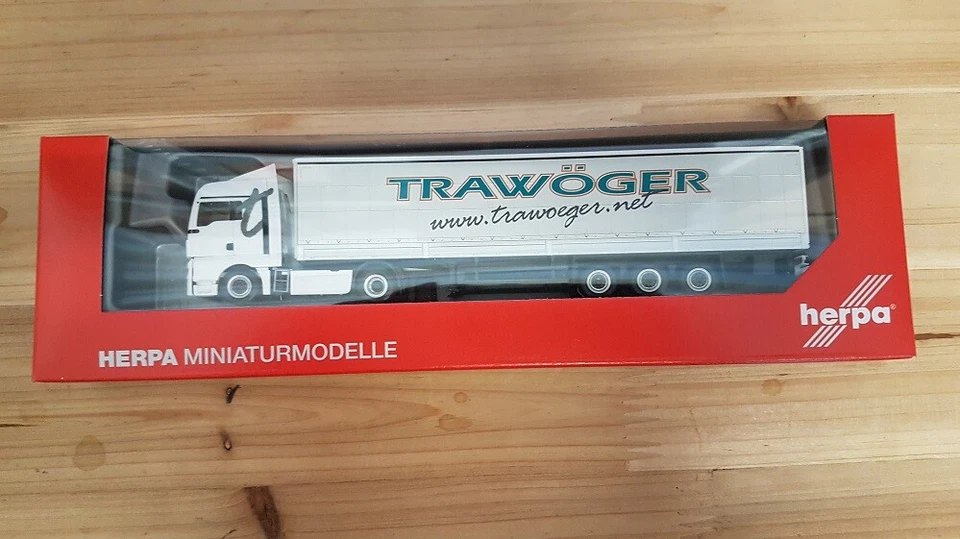 t
TRAWÖGER
www.trawoeger.net
herpa®
HERPA MINIATURMODELLE